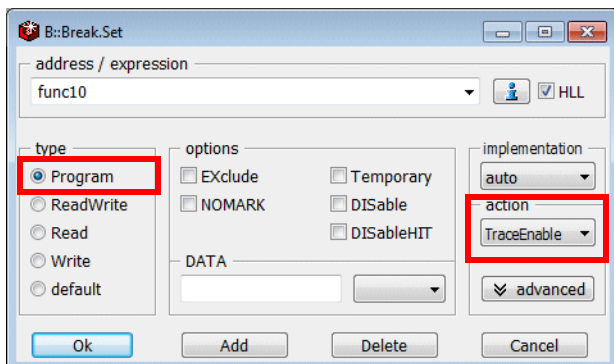 B::Break.Set
address / expression
func10
i HLL
type
Program
ReadWrite
Read
Write
default
options
EXclude Temporary
NOMARK DISable
DISableHIT
DATA
implementation
auto
action
TraceEnable
advanced
Ok Add Delete Cancel